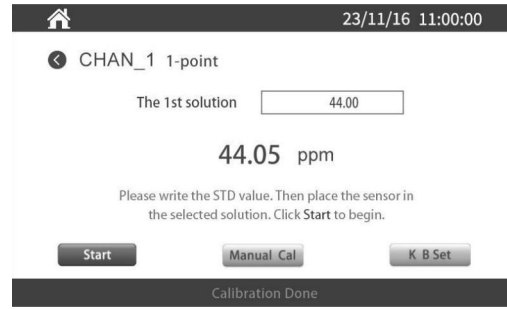 23/11/16 11:00:00
CHAN_1 1-point
The 1st solution 44.00
44.05 ppm
Please write the STD value. Then place the sensor in
the selected solution. Click Start to begin.
Start Manual Cal K B Set
Calibration Done